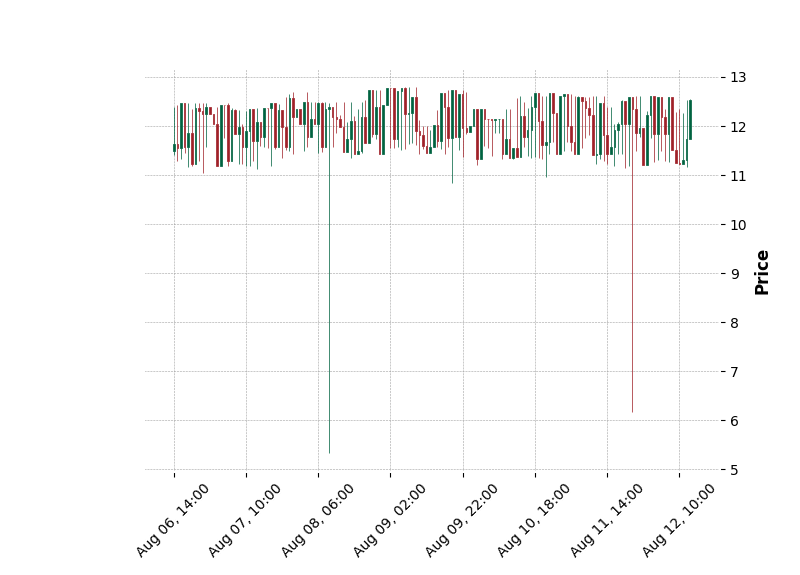 13
12
11
10
9
8
7
6
5
Price
Aug 06, 14:00
Aug 07, 10:00
Aug 08, 06:00
Aug 09, 02:00
Aug 09, 22:00
Aug 10, 18:00
Aug 11, 14:00
Aug 12, 10:00